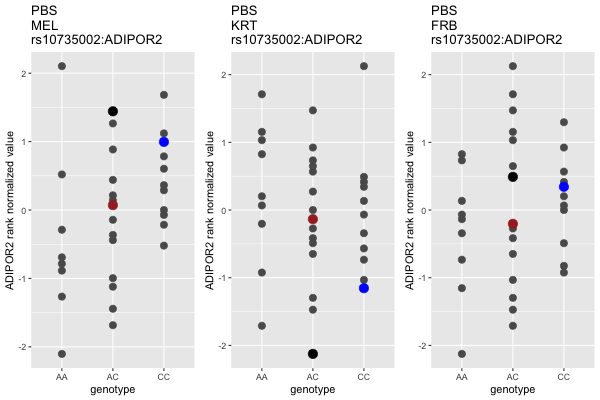 PBS
MEL
rs10735002:ADIPOR2
ADIPOR2 rank normalized value
2
1
0
-1
-2
AA AC CC
genotype
PBS
KRT
rs10735002:ADIPOR2
ADIPOR2 rank normalized value
2
1
0
-1
-2
AA AC CC
genotype
PBS
FRB
rs10735002:ADIPOR2
ADIPOR2 rank normalized value
2
1
0
-1
-2
AA AC CC
genotype